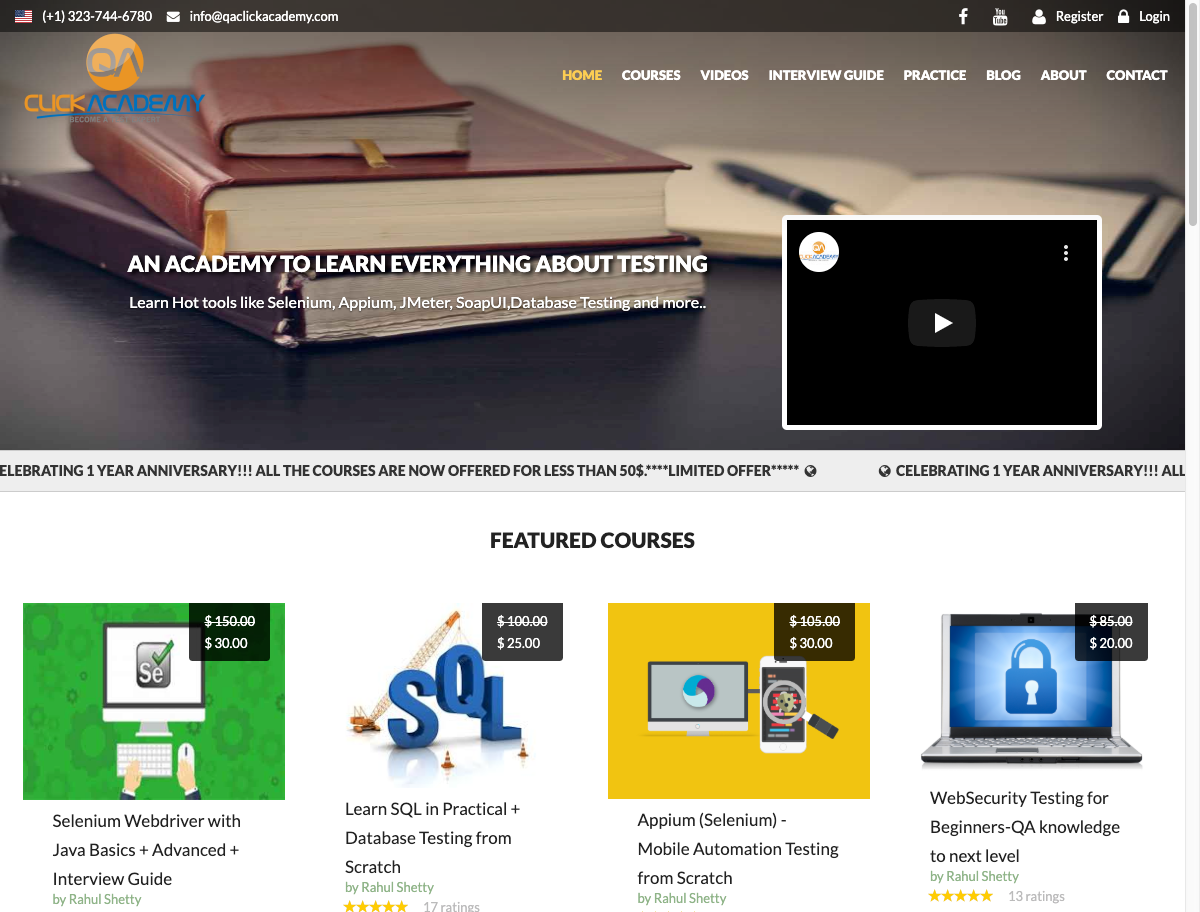 (+1) 323-744-6780 info@qaclickacademy.com
You
Tube
Register Login
QA
CLICKACADEMY
HOME COURSES VIDEOS INTERVIEW GUIDE PRACTICE BLOG ABOUT CONTACT
AN ACADEMY TO LEARN EVERYTHING ABOUT TESTING
Learn Hot tools like Selenium, Appium, JMeter, SoapUI,Database Testing and more..
ELEBRATING 1 YEAR ANNIVERSARY!!! ALL THE COURSES ARE NOW OFFERED FOR LESS THAN 50$.****LIMITED OFFER***** CELEBRATING 1 YEAR ANNIVERSARY!!! ALL
FEATURED COURSES
$ 150.00
$ 30.00
Se
Selenium Webdriver with
Java Basics + Advanced +
Interview Guide
by Rahul Shetty
$ 100.00
$ 25.00
SQL
Learn SQL in Practical +
Database Testing from
Scratch
by Rahul Shetty
17 ratings
$ 105.00
$ 30.00
Appium (Selenium) -
Mobile Automation Testing
from Scratch
by Rahul Shetty
$ 85.00
$ 20.00
WebSecurity Testing for
Beginners-QA knowledge
to next level
by Rahul Shetty
13 ratings